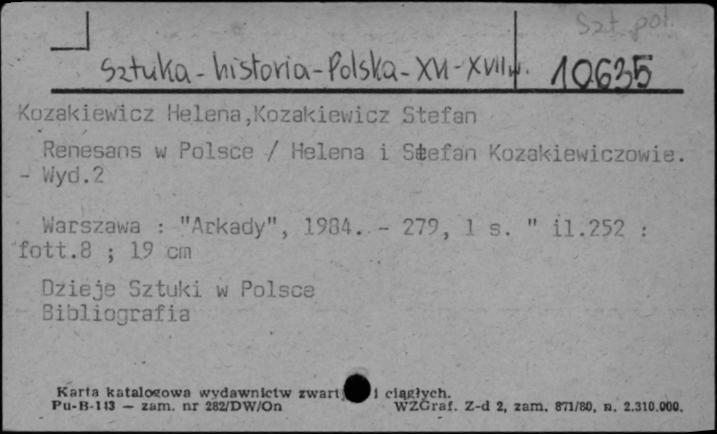 Szt. pol.
Sztuka - historia - Polska - XVI - XVII w. 10635
Kozakiewicz Helena,Kozakiewicz Stefan
Renesans w Polsce / Helena i Stefan Kozakiewiczowie.
- Wyd.2
Warszawa : "Arkady", 1984. - 279, 1 s. " il.252 :
fott.8 ; 19 cm
Dzieje Sztuki w Polsce
Bibliografia
Karta katalogowa wydawnictw zwart i ciągłych.
Pu-B-113 — zam. nr 282/DW/On WZGraf. Z-d 2, zam. 871/80, n. 2.310.000.